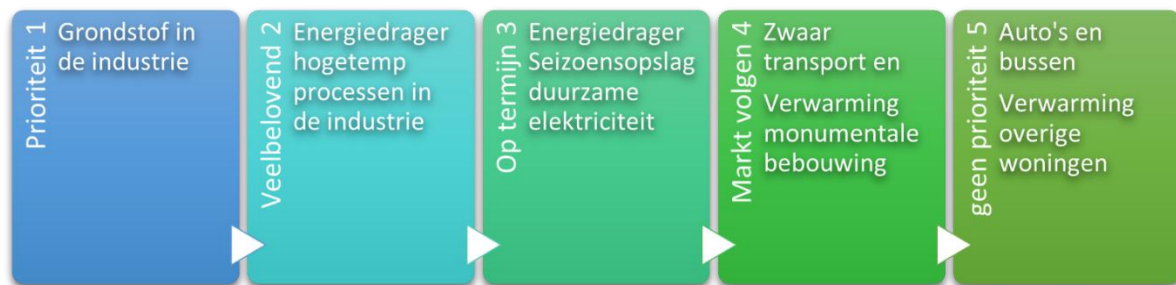 Prioriteit 1
Grondstof in
de industrie
Veelbelovend 2
Energiedrager
hogetemp
processen in
de industrie
Op termijn 3
Energiedrager
Seizoensopslag
duurzame
elektriciteit
Markt volgen 4
Zwaar
transport en
Verwarming
monumentale
bebouwing
geen prioriteit 5
Auto's en
bussen
Verwarming
overige
woningen